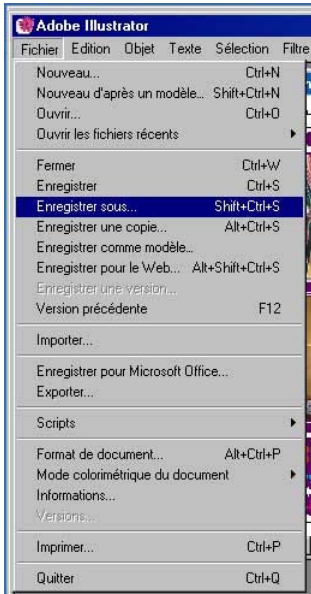 Adobe Illustrator
Fichier Edition Objet Texte Sélection Filtre
Nouveau... Ctrl+N
Nouveau d'après un modèle... Shift+Ctrl+N
Ouvrir... Ctrl+O
Ouvrir les fichiers récents
Fermer Ctrl+W
Enregistrer Ctrl+S
Enregistrer sous... Shift+Ctrl+S
Enregistrer une copie... Alt+Ctrl+S
Enregistrer comme modèle...
Enregistrer pour le Web... Alt+Shift+Ctrl+S
Enregistrer une version...
Version précédente F12
Importer...
Enregistrer pour Microsoft Office...
Exporter...
Scripts
Format de document... Alt+Ctrl+P
Mode colorimétrique du document
Informations...
Versions...
Imprimer... Ctrl+P
Quitter Ctrl+Q